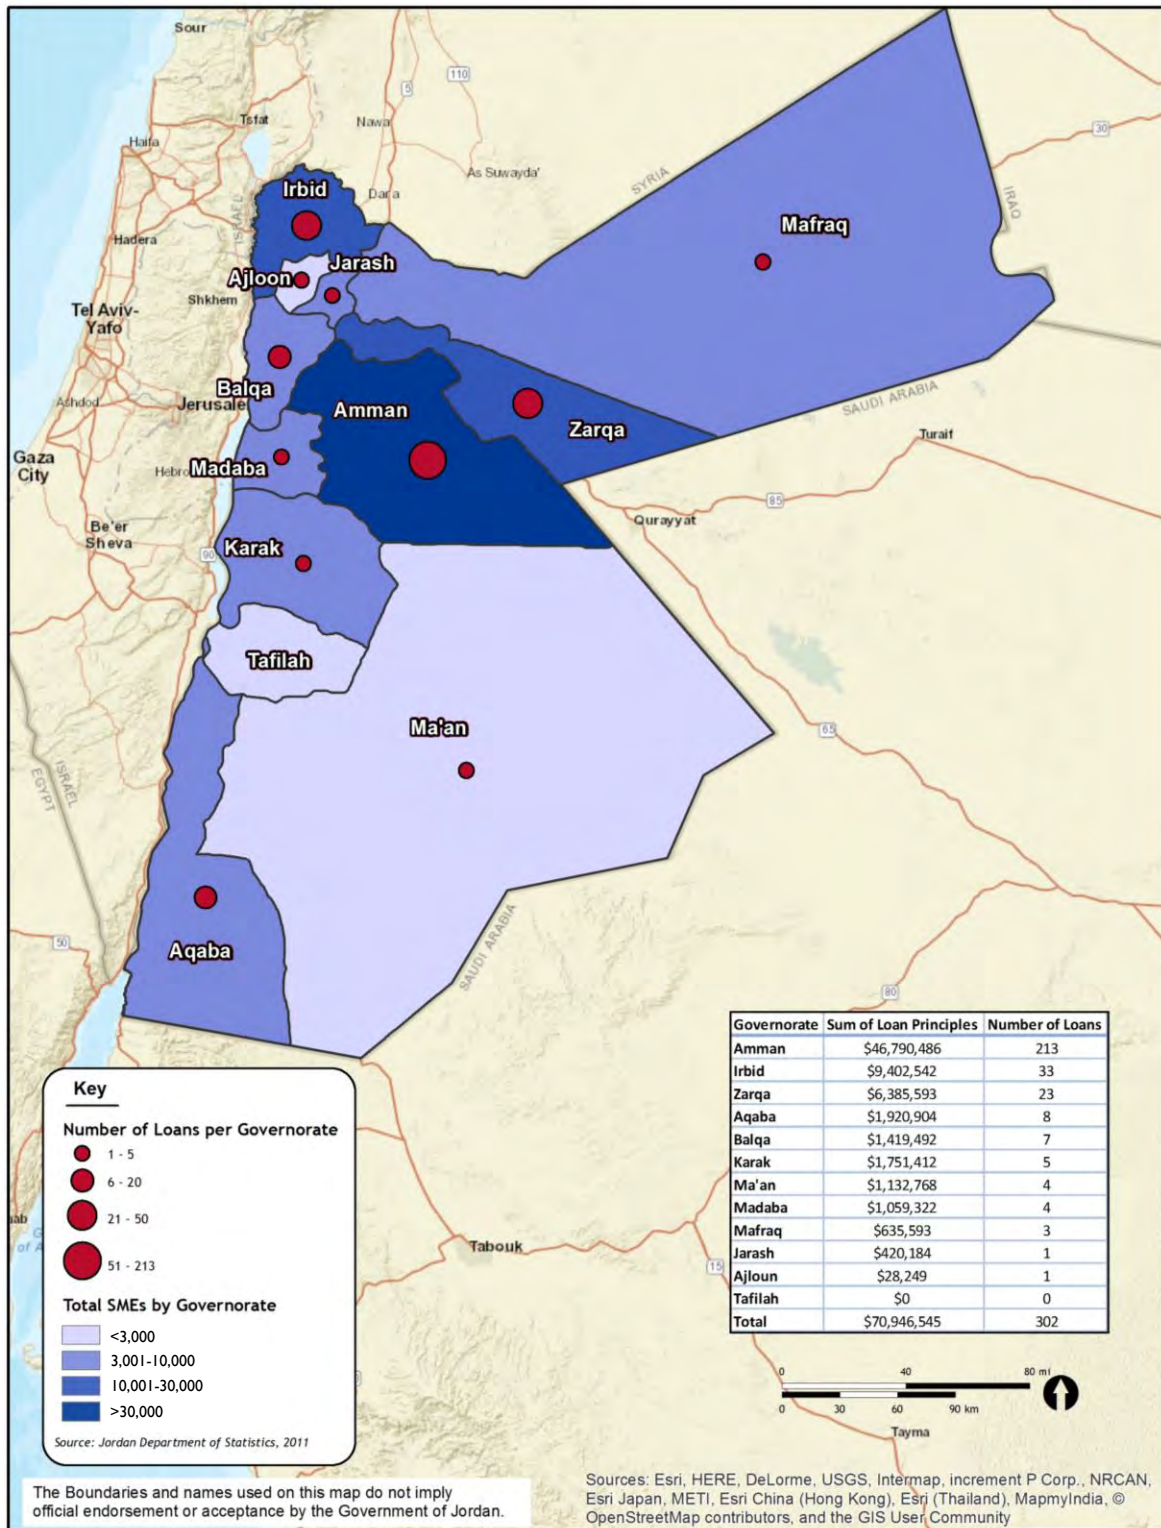 Sour
110
5
Tsfat
Nawa
30
Haifa
As Suwayda'
SYRIA
Irbid
Dara
IRAQ
ISRAEL
Mafraq
Hadera
Jarash
Ajloon
Shkhem
Tel Aviv-
Yafo
Balqa
Ashdod
Jerusale
Amman
SAUDI ARABIA
Zarqa
Turaif
Gaza
City
Madaba
Hebro
85
Qurayyat
Be'er
Sheva
90
Karak
Tafilah
Ma'an
65
ISRAEL
EGYPT
SAUDI ARABIA
50
Aqaba
80
Governorate Sum of Loan Principles Number of Loans
Amman $46,790,486 213
Irbid $9,402,542 33
Zarqa $6,385,593 23
Aqaba $1,920,904 8
Balqa $1,419,492 7
Karak $1,751,412 5
Ma'an $1,132,768 4
Madaba $1,059,322 4
Mafraq $635,593 3
Jarash $420,184 1
Ajloun $28,249 1
Tafilah $0 0
Total $70,946,545 302
Key
Number of Loans per Governorate
1 - 5
6 - 20
21 - 50
51 - 213
Total SMEs by Governorate
<3,000
3,001-10,000
10,001-30,000
>30,000
Source: Jordan Department of Statistics, 2011
Tabouk
15
0 40 80 mi
0 30 60 90 km
Tayma
The Boundaries and names used on this map do not imply
official endorsement or acceptance by the Government of Jordan.
Sources: Esri, HERE, DeLorme, USGS, Intermap, increment P Corp., NRCAN,
Esri Japan, METI, Esri China (Hong Kong), Esri (Thailand), MapmyIndia, ©
OpenStreetMap contributors, and the GIS User Community